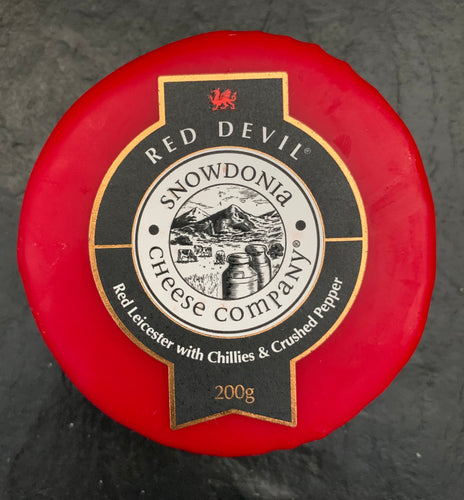 RED DEVIL®
SNOWDONIA
CHEESE COMPANY®
Red Leicester with Chillies & Crushed Pepper
200g